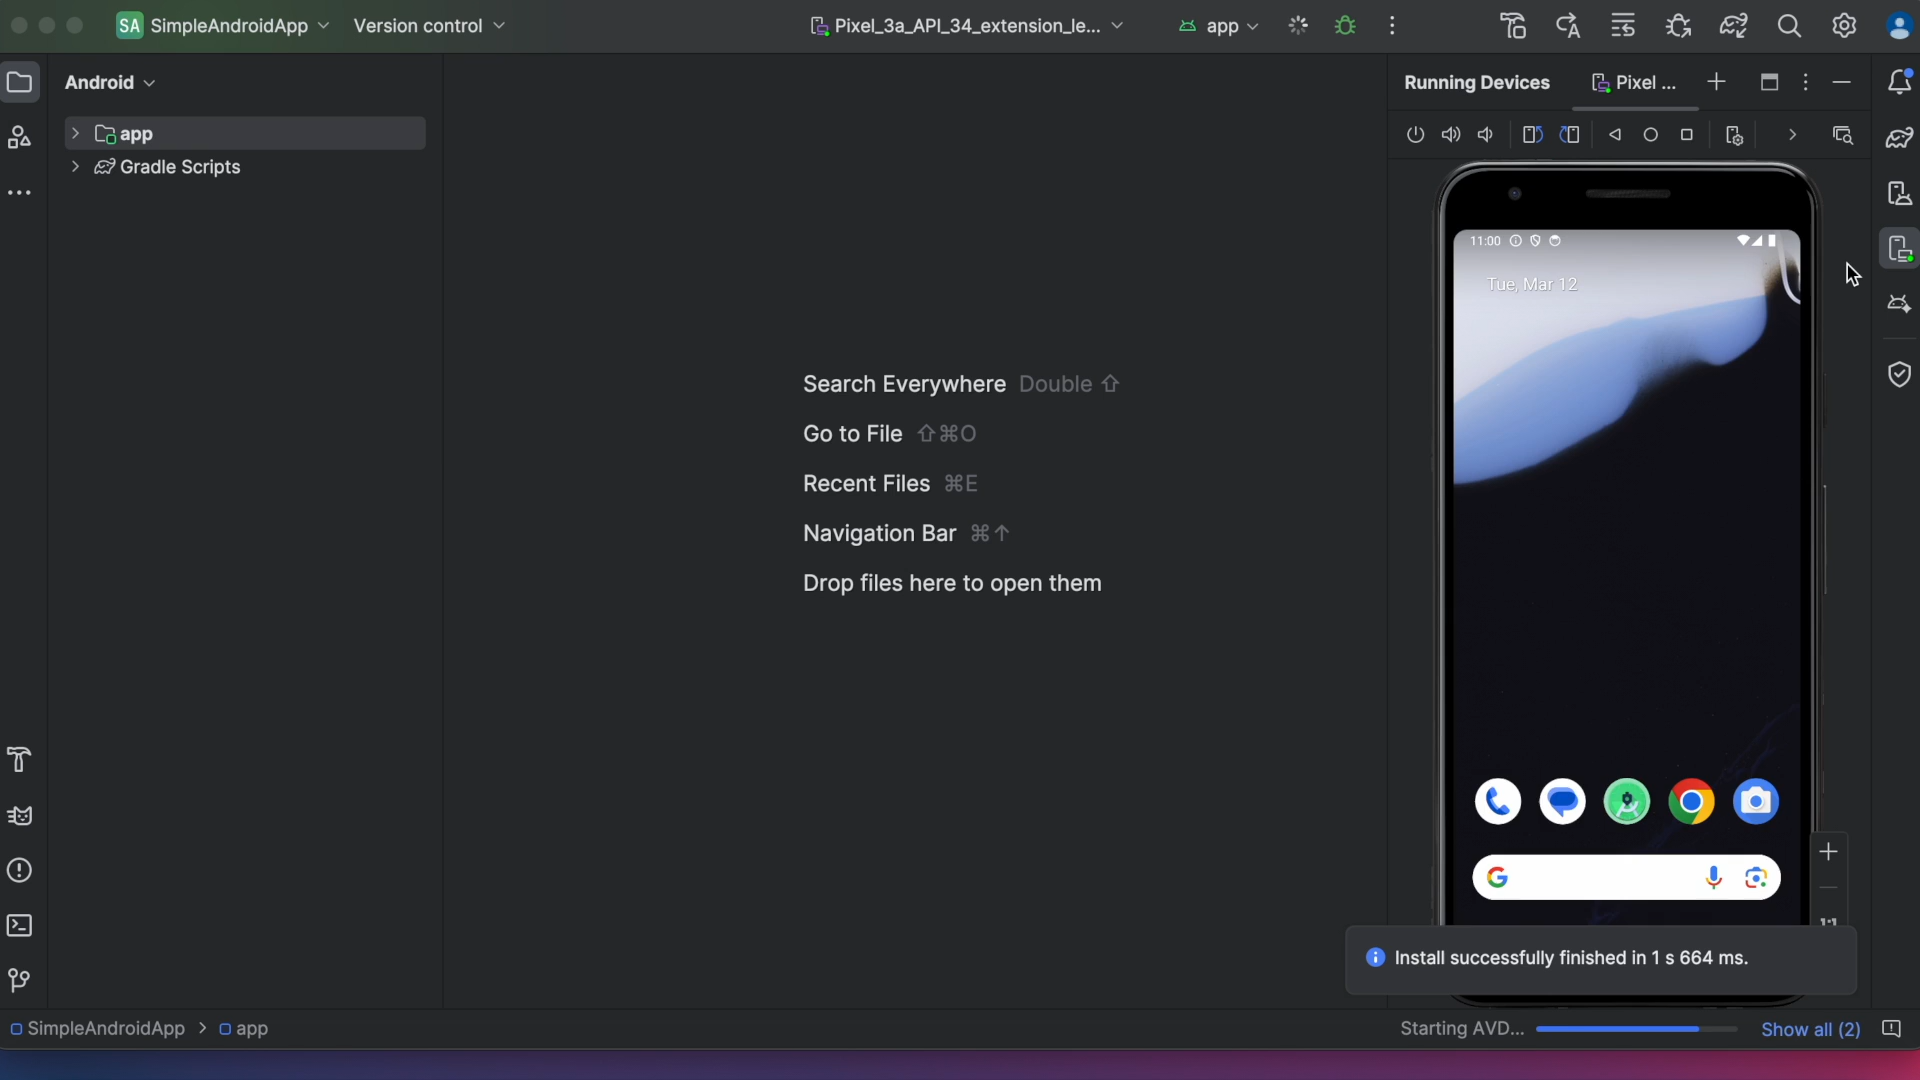 SA SimpleAndroidApp Version control Pixel_3a_API_34_extension_le... app
Android
app
Gradle Scripts
Search Everywhere Double ⇧
Go to File ⇧⌘O
Recent Files ⌘E
Navigation Bar ⌘↑
Drop files here to open them
Running Devices Pixel ...
11:00
Tue, Mar 12
G
1:1
Install successfully finished in 1 s 664 ms.
SimpleAndroidApp > app
Starting AVD... Show all (2)